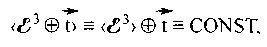 ‹ℰ³ ⊕ t⃗› ≡ ‹ℰ³› ⊕ t⃗ ≡ CONST,